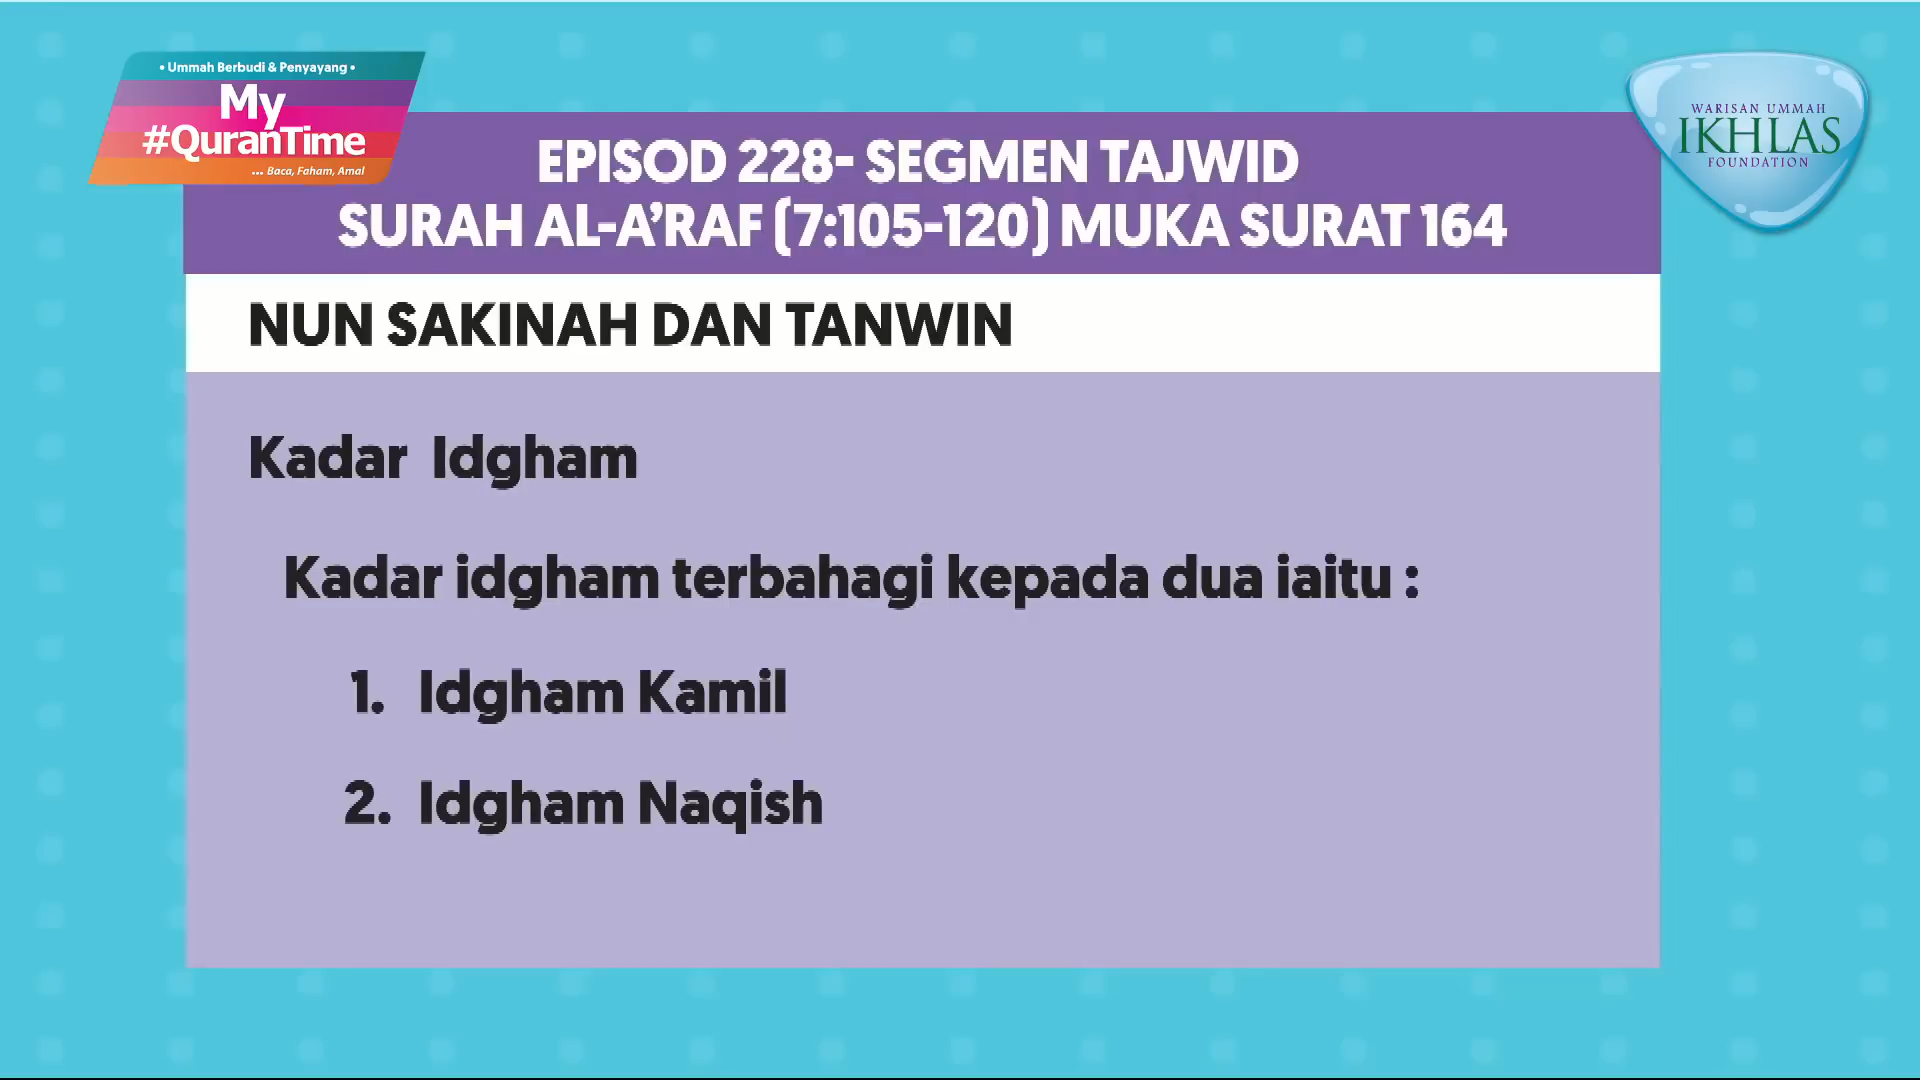 • Ummah Berbudi & Penyayang •
My
#QuranTime
... Baca, Faham, Amal
WARISAN UMMAH
IKHLAS
FOUNDATION
EPISOD 228- SEGMEN TAJWID
SURAH AL-A’RAF (7:105-120) MUKA SURAT 164
NUN SAKINAH DAN TANWIN
Kadar Idgham
Kadar idgham terbahagi kepada dua iaitu :
1. Idgham Kamil
2. Idgham Naqish